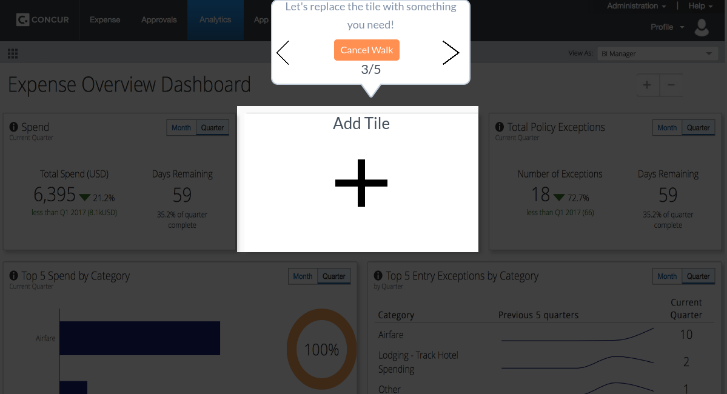 Let's replace the tile with something
you need!
Cancel Walk
3/5
CONCUR
Expense
Approvals
Analytics
App
Administration
Help
Profile
View As:
BI Manager
Expense Overview Dashboard
Spend
Current Quarter
Month
Quarter
Total Spend (USD)
6,395
21.2%
less than Q1 2017 (8.1kUSD)
Days Remaining
59
35.2% of quarter
complete
Add Tile
Total Policy Exceptions
Current Quarter
Month
Quarter
Number of Exceptions
18
72.7%
less than Q1 2017 (66)
Days Remaining
59
35.2% of quarter
complete
Top 5 Spend by Category
Current Quarter
Month
Quarter
Airfare
100%
Top 5 Entry Exceptions by Category
by Quarter
Month
Quarter
Category
Previous 5 quarters
Current
Quarter
Airfare
10
Lodging - Track Hotel
Spending
2
Other
1